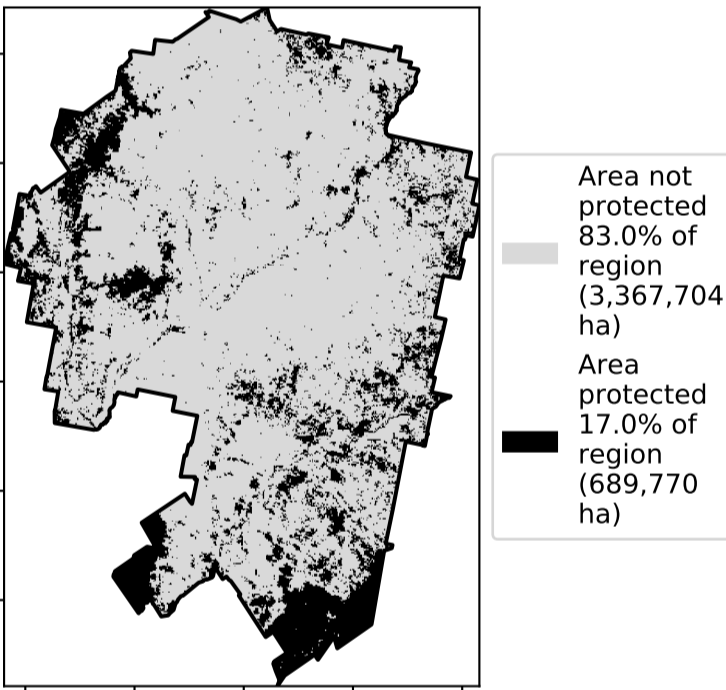 Area not
protected
83.0% of
region
(3,367,704
ha)
Area
protected
17.0% of
region
(689,770
ha)